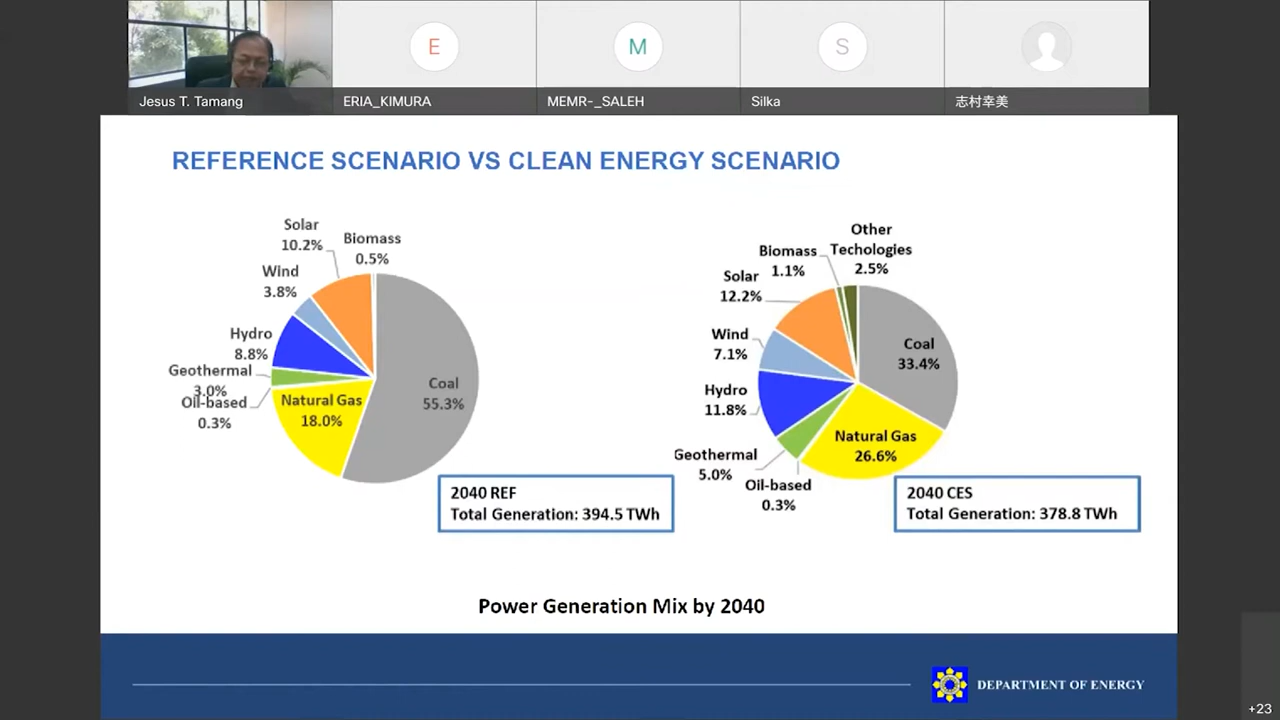 E
M
S
Jesus T. Tamang
ERIA_KIMURA
MEMR-_SALEH
Silka
志村幸美
REFERENCE SCENARIO VS CLEAN ENERGY SCENARIO
Solar
10.2%
Biomass
0.5%
Wind
3.8%
Hydro
8.8%
Geothermal
3.0%
Oil-based
0.3%
Natural Gas
18.0%
Coal
55.3%
2040 REF
Total Generation: 394.5 TWh
Other
Techologies
2.5%
Biomass
1.1%
Solar
12.2%
Wind
7.1%
Hydro
11.8%
Geothermal
5.0%
Oil-based
0.3%
Natural Gas
26.6%
Coal
33.4%
2040 CES
Total Generation: 378.8 TWh
Power Generation Mix by 2040
DEPARTMENT OF ENERGY
+23